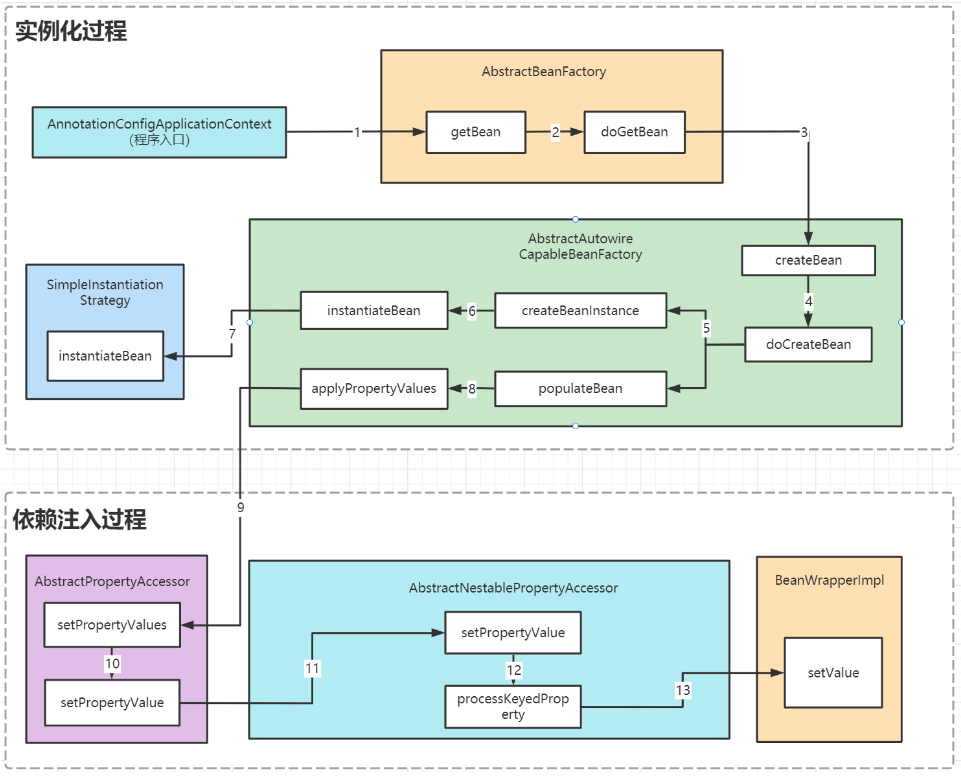 实例化过程
AbstractBeanFactory
AnnotationConfigApplicationContext
(程序入口)
1
getBean
2
doGetBean
3
AbstractAutowire
CapableBeanFactory
createBean
4
SimpleInstantiation
Strategy
instantiateBean
6
createBeanInstance
5
doCreateBean
7
instantiateBean
applyPropertyValues
8
populateBean
9
依赖注入过程
AbstractPropertyAccessor
AbstractNestablePropertyAccessor
BeanWrapperImpl
setPropertyValues
setPropertyValue
10
11
12
setValue
setPropertyValue
processKeyedProp
erty
13